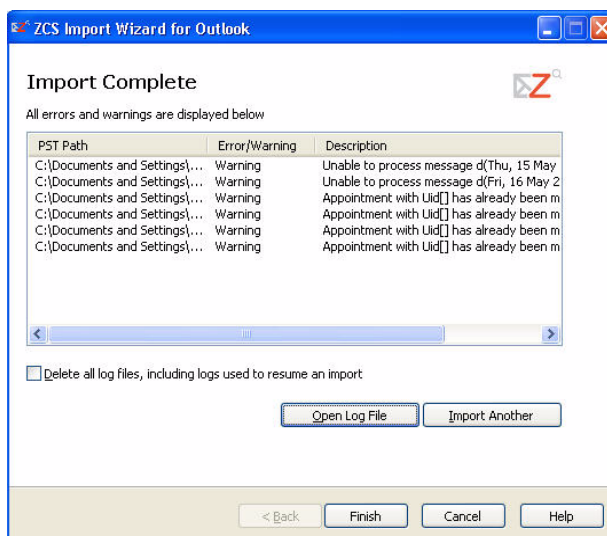 ZCS Import Wizard for Outlook
Import Complete
All errors and warnings are displayed below
PST Path Error/Warning Description
C:\Documents and Settings\... Warning Unable to process message d(Thu, 15 May
C:\Documents and Settings\... Warning Unable to process message d(Fri, 16 May 2
C:\Documents and Settings\... Warning Appointment with Uid[] has already been m
C:\Documents and Settings\... Warning Appointment with Uid[] has already been m
C:\Documents and Settings\... Warning Appointment with Uid[] has already been m
C:\Documents and Settings\... Warning Appointment with Uid[] has already been m
Delete all log files, including logs used to resume an import
Open Log File Import Another
< Back Finish Cancel Help